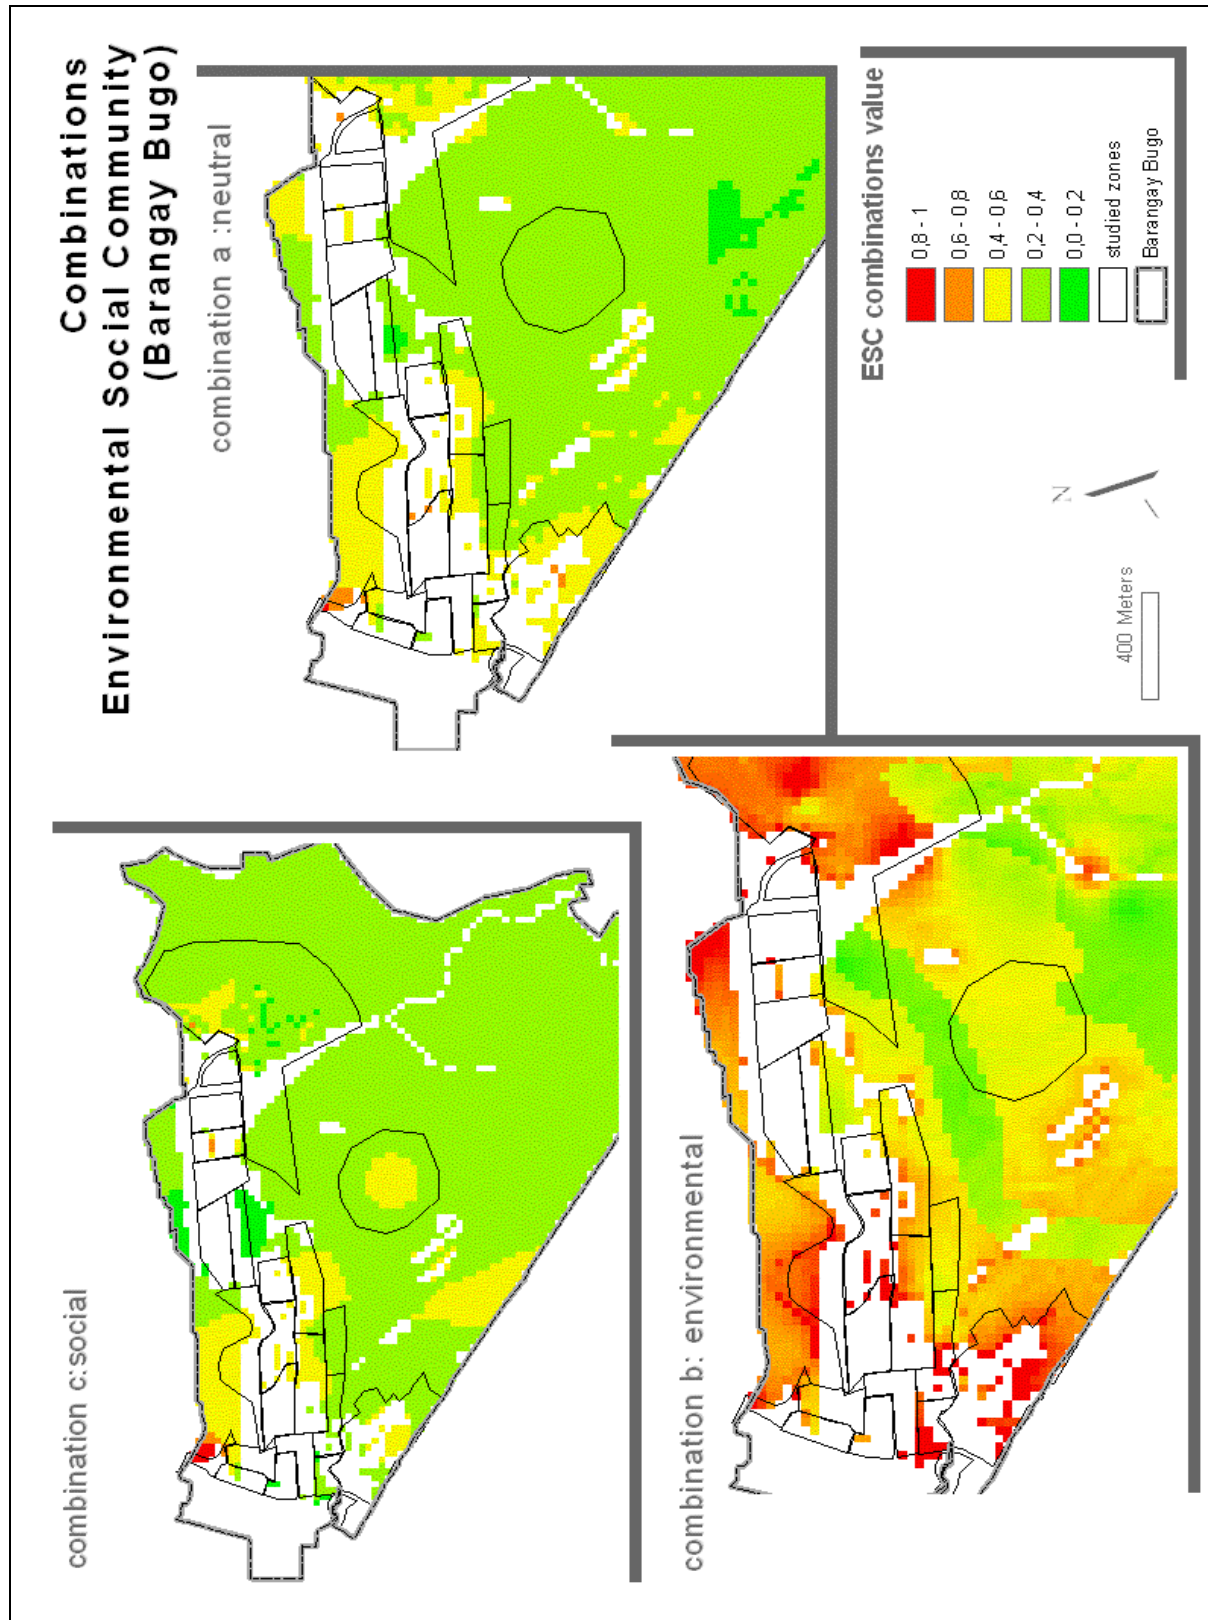 Combinations
Environmental Social Community
(Barangay Bugo)
combination c:social
combination a :neutral
combination b: environmental
ESC combinations value
0,8 - 1
0,6 - 0,8
0,4 - 0,6
0,2 - 0,4
0,0 - 0,2
studied zones
Barangay Bugo
N
400 Meters